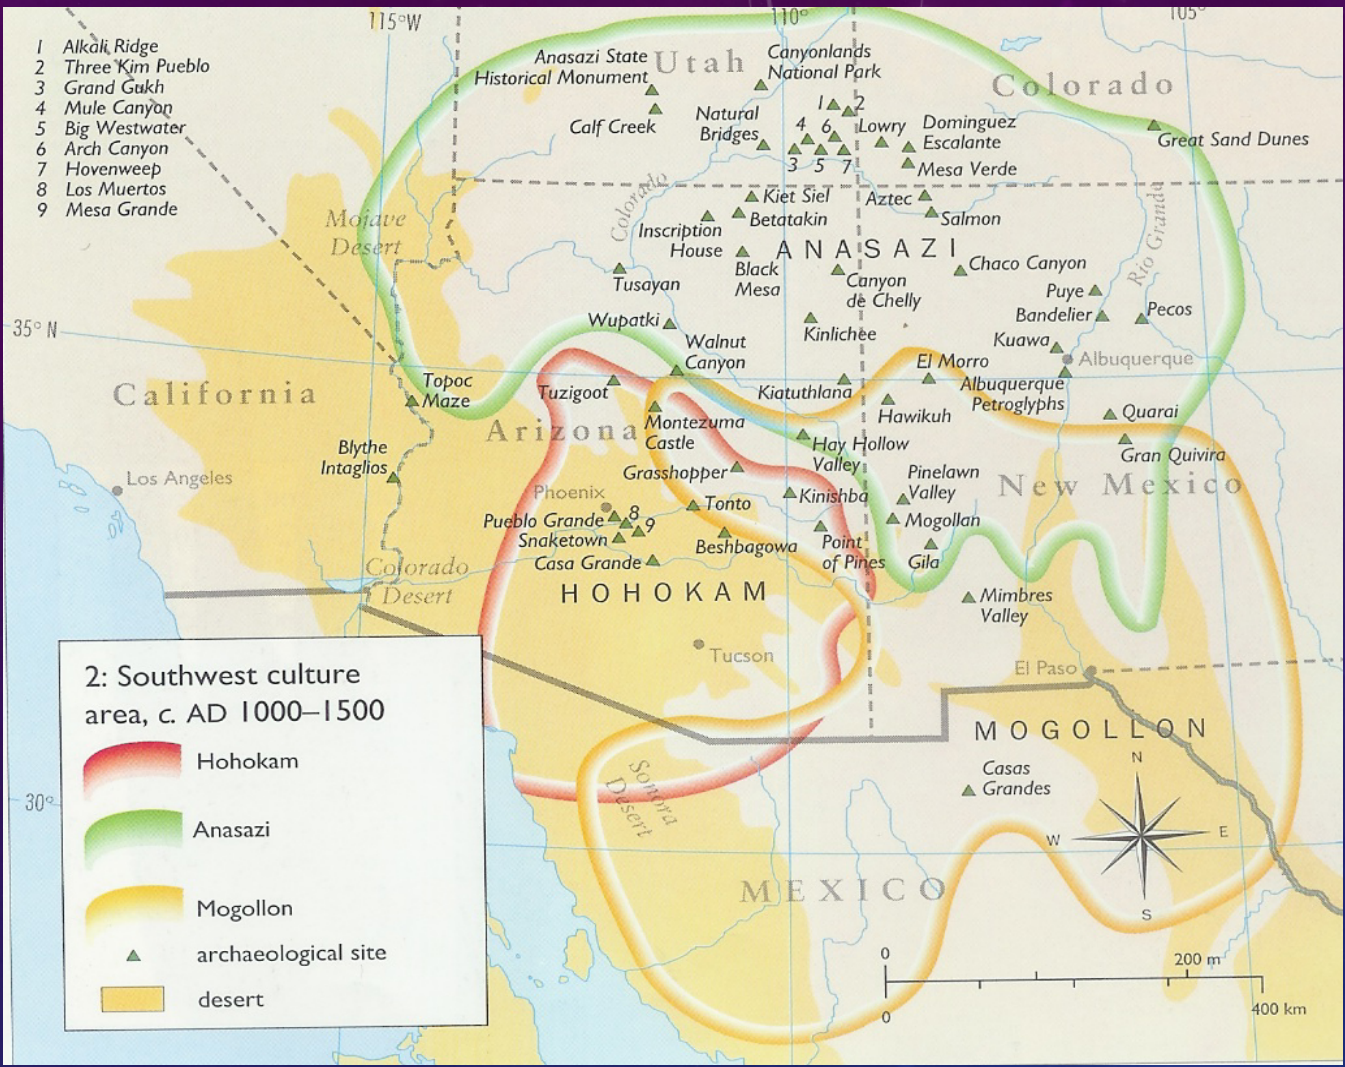 115°W
110°
105°
1 Alkali Ridge
2 Three Kim Pueblo
3 Grand Gukh
4 Mule Canyon
5 Big Westwater
6 Arch Canyon
7 Hovenweep
8 Los Muertos
9 Mesa Grande
Anasazi State
Historical Monument
Utah
Canyonlands
National Park
Colorado
Calf Creek
Natural
Bridges
1
2
4
6
3
5
7
Lowry
Dominguez
Escalante
Mesa Verde
Great Sand Dunes
Mojave
Desert
Colorado
Kiet Siel
Betatakin
Inscription
House
Aztec
Salmon
Rio Grande
ANASAZI
Black
Mesa
Tusayan
Canyon
de Chelly
Chaco Canyon
Puye
Bandelier
Pecos
35° N
Wupatki
Walnut
Canyon
Kinlichee
Kuawa
Albuquerque
California
Topoc
Maze
Tuzigoot
Kiatuthlana
El Morro
Albuquerque
Petroglyphs
Hawikuh
Quarai
Arizona
Montezuma
Castle
Hay Hollow
Valley
Gran Quivira
Blythe
Intaglios
Los Angeles
Grasshopper
Kinishba
Pinelawn
Valley
New Mexico
Phoenix
Pueblo Grande
8
9
Snaketown
Tonto
Mogollan
Beshbagowa
Point
of Pines
Gila
Casa Grande
Colorado
Desert
HOHOKAM
Mimbres
Valley
Tucson
El Paso
MOGOLLON
2: Southwest culture
area, c. AD 1000–1500
Hohokam
Anasazi
Mogollon
archaeological site
desert
30°
Sonora
Desert
Casas
Grandes
N
W
E
S
MEXICO
0
200 m
0
400 km